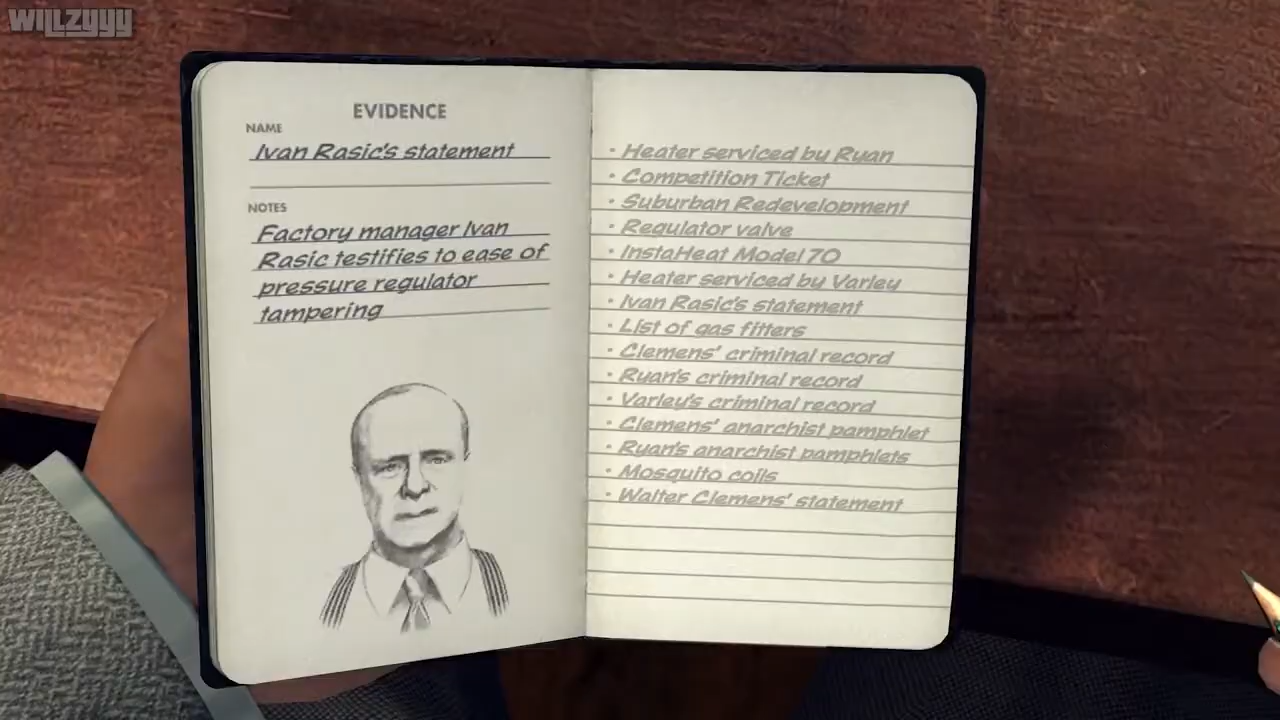 WILLZYYY
EVIDENCE
NAME
Ivan Rasic's statement
NOTES
Factory manager Ivan
Rasic testifies to ease of
pressure regulator
tampering
• Heater serviced by Ryan
• Competition Ticket
• Suburban Redevelopment
• Regulator valve
• InstaHeat Model 70
• Heater serviced by Varley
• Ivan Rasic's statement
• List of gas fitters
• Clemens' criminal record
• Ryan's criminal record
• Varley's criminal record
• Clemens' anarchist pamphlet
• Ryan's anarchist pamphlets
• Mosquito coils
• Walter Clemens' statement